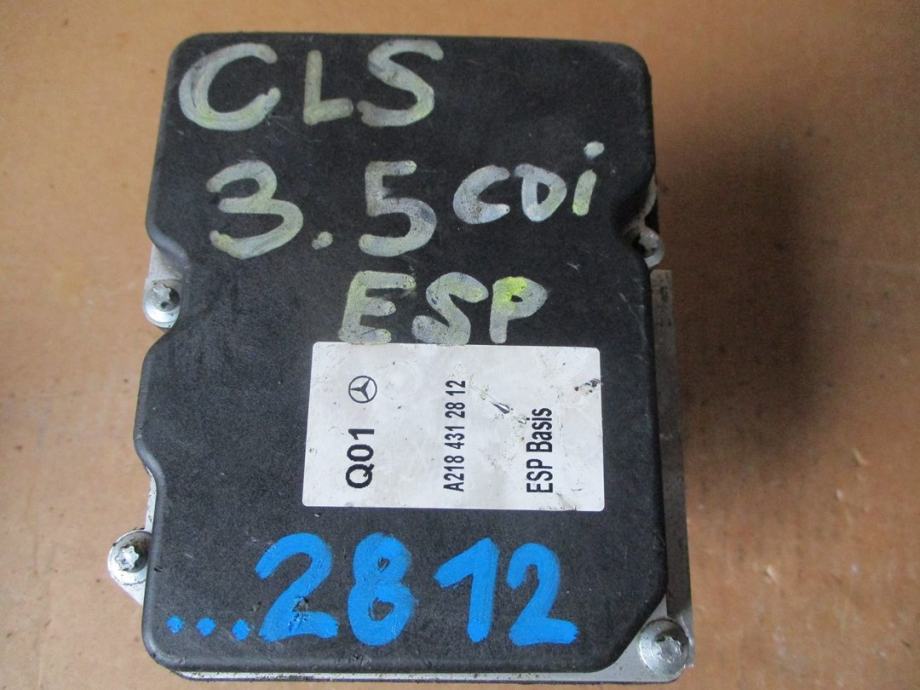 CLS
3.5 CDi
ESP
Q01
A218 431 28 12
ESP Basis
...2812